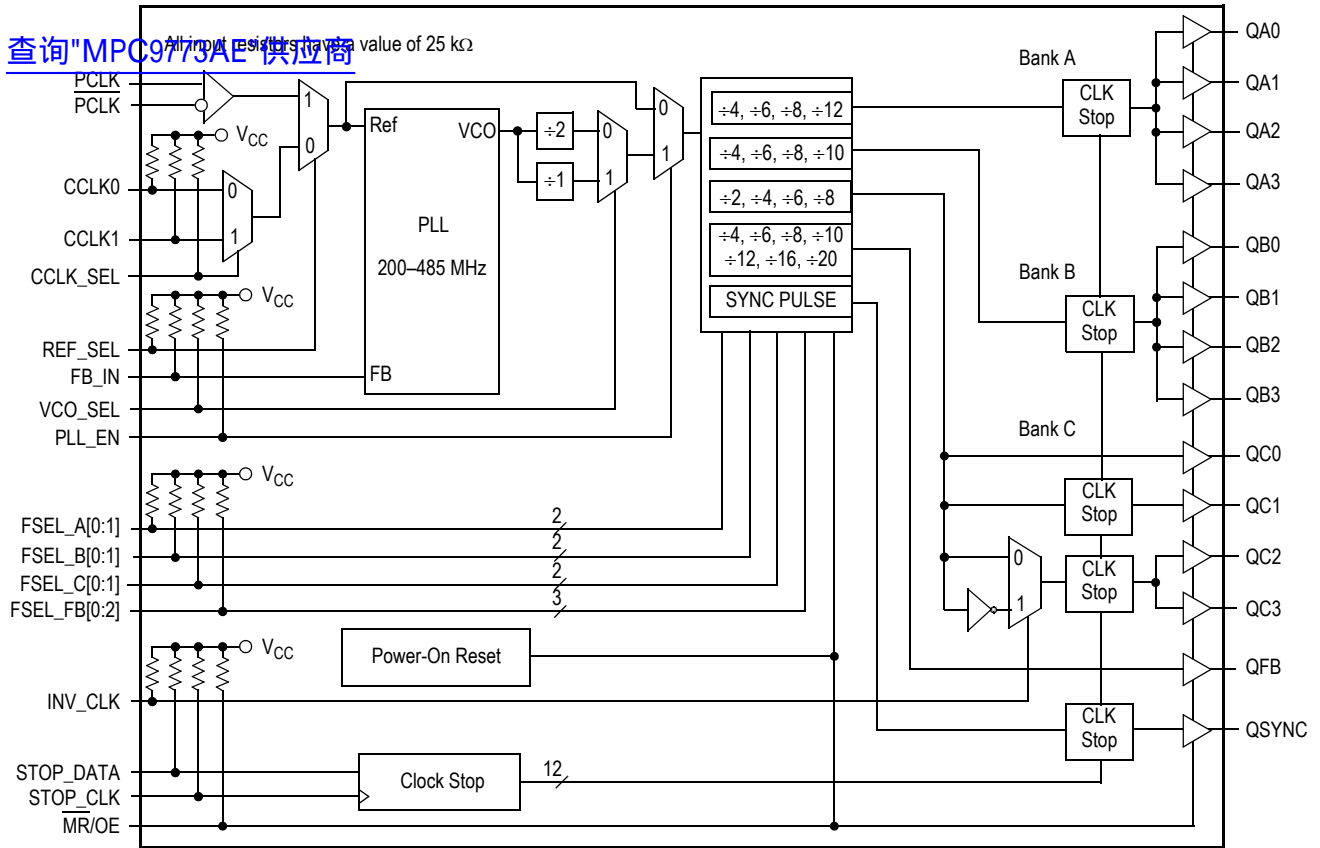 All input resistors have a value of 25 kΩ
查询"MPC9773AE"供应商
PCLK
PCLK
VCC
CCLK0
CCLK1
CCLK_SEL
VCC
REF_SEL
FB_IN
VCO_SEL
PLL_EN
VCC
FSEL_A[0:1]
FSEL_B[0:1]
FSEL_C[0:1]
FSEL_FB[0:2]
VCC
INV_CLK
STOP_DATA
STOP_CLK
MR/OE
1
0
0
1
Ref
VCO
PLL
200–485 MHz
FB
÷2
÷1
0
1
0
1
÷4, ÷6, ÷8, ÷12
÷4, ÷6, ÷8, ÷10
÷2, ÷4, ÷6, ÷8
÷4, ÷6, ÷8, ÷10
÷12, ÷16, ÷20
SYNC PULSE
2
2
2
3
Power-On Reset
Clock Stop
12
0
1
Bank A
CLK
Stop
Bank B
CLK
Stop
Bank C
CLK
Stop
CLK
Stop
CLK
Stop
QA0
QA1
QA2
QA3
QB0
QB1
QB2
QB3
QC0
QC1
QC2
QC3
QFB
QSYNC